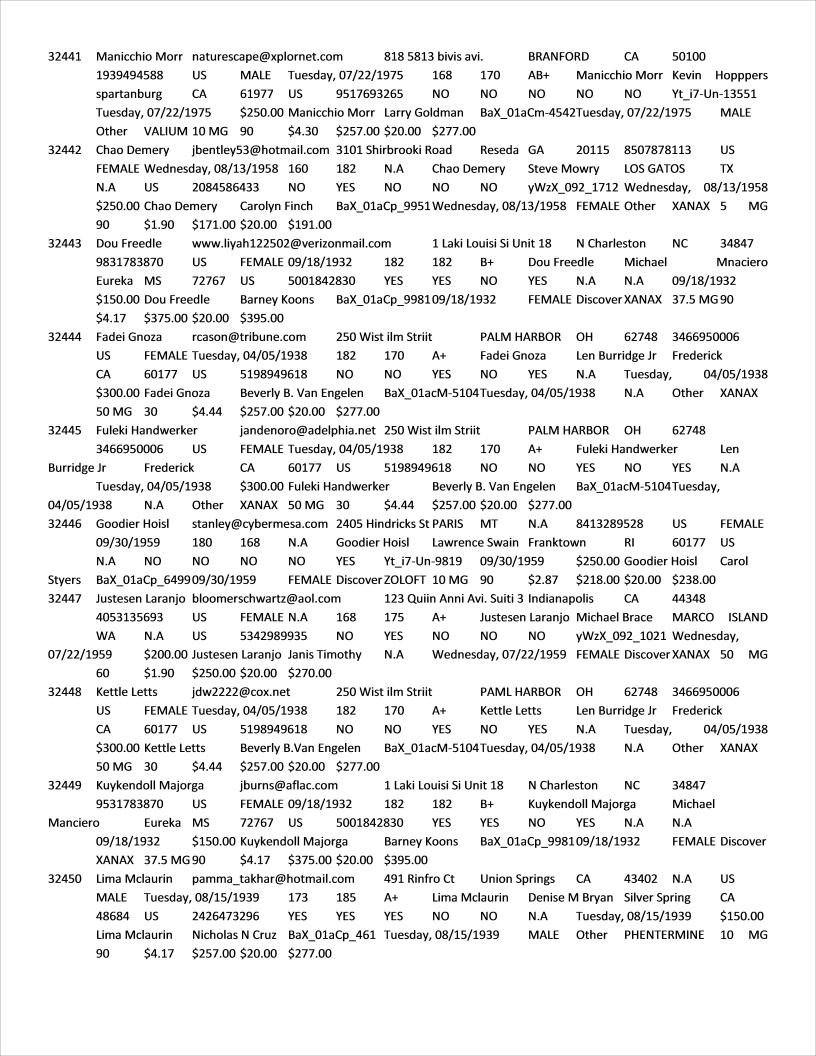 32441 Manicchio Morr naturescape@xplornet.com 818 5813 bivis avi. BRANFORD CA 50100
1939494588 US MALE Tuesday, 07/22/1975 168 170 AB+ Manicchio Morr Kevin Hopppers
spartanburg CA 61977 US 9517693265 NO NO NO NO NO Yt_i7-Un-13551
Tuesday, 07/22/1975 $250.00 Manicchio Morr Larry Goldman BaX_01aCm-4542Tuesday, 07/22/1975 MALE
Other VALIUM 10 MG 90 $4.30 $257.00 $20.00 $277.00
32442 Chao Demery jbentley53@hotmail.com 3101 Shirbrooki Road Reseda GA 20115 8507878113 US
FEMALE Wednesday, 08/13/1958 160 182 N.A Chao Demery Steve Mowry LOS GATOS TX
N.A US 2084586433 NO YES NO NO NO yWzX_092_1712 Wednesday, 08/13/1958
$250.00 Chao Demery Carolyn Finch BaX_01aCp_9951Wednesday, 08/13/1958 FEMALE Other XANAX 5 MG
90 $1.90 $171.00 $20.00 $191.00
32443 Dou Freedle www.liyah122502@verizonmail.com 1 Laki Louisi Si Unit 18 N Charleston NC 34847
9831783870 US FEMALE 09/18/1932 182 182 B+ Dou Freedle Michael Mnaciero
Eureka MS 72767 US 5001842830 YES YES NO YES N.A N.A 09/18/1932
$150.00 Dou Freedle Barney Koons BaX_01aCp_998109/18/1932 FEMALE Discover XANAX 37.5 MG 90
$4.17 $375.00 $20.00 $395.00
32444 Fadei Gnoza rcason@tribune.com 250 Wist ilm Striit PALM HARBOR OH 62748 3466950006
US FEMALE Tuesday, 04/05/1938 182 170 A+ Fadei Gnoza Len Burridge Jr Frederick
CA 60177 US 5198949618 NO NO YES NO YES N.A Tuesday, 04/05/1938
$300.00 Fadei Gnoza Beverly B. Van Engelen BaX_01acM-5104Tuesday, 04/05/1938 N.A Other XANAX
50 MG 30 $4.44 $257.00 $20.00 $277.00
32445 Fuleki Handwerker jandenoro@adelphia.net 250 Wist ilm Striit PALM HARBOR OH 62748
3466950006 US FEMALE Tuesday, 04/05/1938 182 170 A+ Fuleki Handwerker Len
Burridge Jr Frederick CA 60177 US 5198949618 NO NO YES NO YES N.A
Tuesday, 04/05/1938 $300.00 Fuleki Handwerker Beverly B. Van Engelen BaX_01acM-5104Tuesday,
04/05/1938 N.A Other XANAX 50 MG 30 $4.44 $257.00 $20.00 $277.00
32446 Goodier Hoisl stanley@cybermesa.com 2405 Hindricks St PARIS MT N.A 8413289528 US FEMALE
09/30/1959 180 168 N.A Goodier Hoisl Lawrence Swain Franktown RI 60177 US
N.A NO NO NO NO YES Yt_i7-Un-9819 09/30/1959 $250.00 Goodier Hoisl Carol
Styers BaX_01aCp_649909/30/1959 FEMALE Discover ZOLOFT 10 MG 90 $2.87 $218.00 $20.00 $238.00
32447 Justesen Laranjo bloomerschwartz@aol.com 123 Quiin Anni Avi. Suiti 3 Indianapolis CA 44348
4053135693 US FEMALE N.A 168 175 A+ Justesen Laranjo Michael Brace MARCO ISLAND
WA N.A US 5342989935 NO YES NO NO NO yWzX_092_1021 Wednesday,
07/22/1959 $200.00 Justesen Laranjo Janis Timothy N.A Wednesday, 07/22/1959 FEMALE Discover XANAX 50 MG
60 $1.90 $250.00 $20.00 $270.00
32448 Kettle Letts jdw2222@cox.net 250 Wist ilm Striit PAML HARBOR OH 62748 3466950006
US FEMALE Tuesday, 04/05/1938 182 170 A+ Kettle Letts Len Burridge Jr Frederick
CA 60177 US 5198949618 NO NO YES NO YES N.A Tuesday, 04/05/1938
$300.00 Kettle Letts Beverly B.Van Engelen BaX_01acM-5104Tuesday, 04/05/1938 N.A Other XANAX
50 MG 30 $4.44 $257.00 $20.00 $277.00
32449 Kuykendoll Majorga jburns@aflac.com 1 Laki Louisi Si Unit 18 N Charleston NC 34847
9531783870 US FEMALE 09/18/1932 182 182 B+ Kuykendoll Majorga Michael
Manciero Eureka MS 72767 US 5001842830 YES YES NO YES N.A N.A
09/18/1932 $150.00 Kuykendoll Majorga Barney Koons BaX_01aCp_998109/18/1932 FEMALE Discover
XANAX 37.5 MG 90 $4.17 $375.00 $20.00 $395.00
32450 Lima Mclaurin pamma_takhar@hotmail.com 491 Rinfro Ct Union Springs CA 43402 N.A US
MALE Tuesday, 08/15/1939 173 185 A+ Lima Mclaurin Denise M Bryan Silver Spring CA
48684 US 2426473296 YES YES YES NO NO N.A Tuesday, 08/15/1939 $150.00
Lima Mclaurin Nicholas N Cruz BaX_01aCp_461 Tuesday, 08/15/1939 MALE Other PHENTERMINE 10 MG
90 $4.17 $257.00 $20.00 $277.00